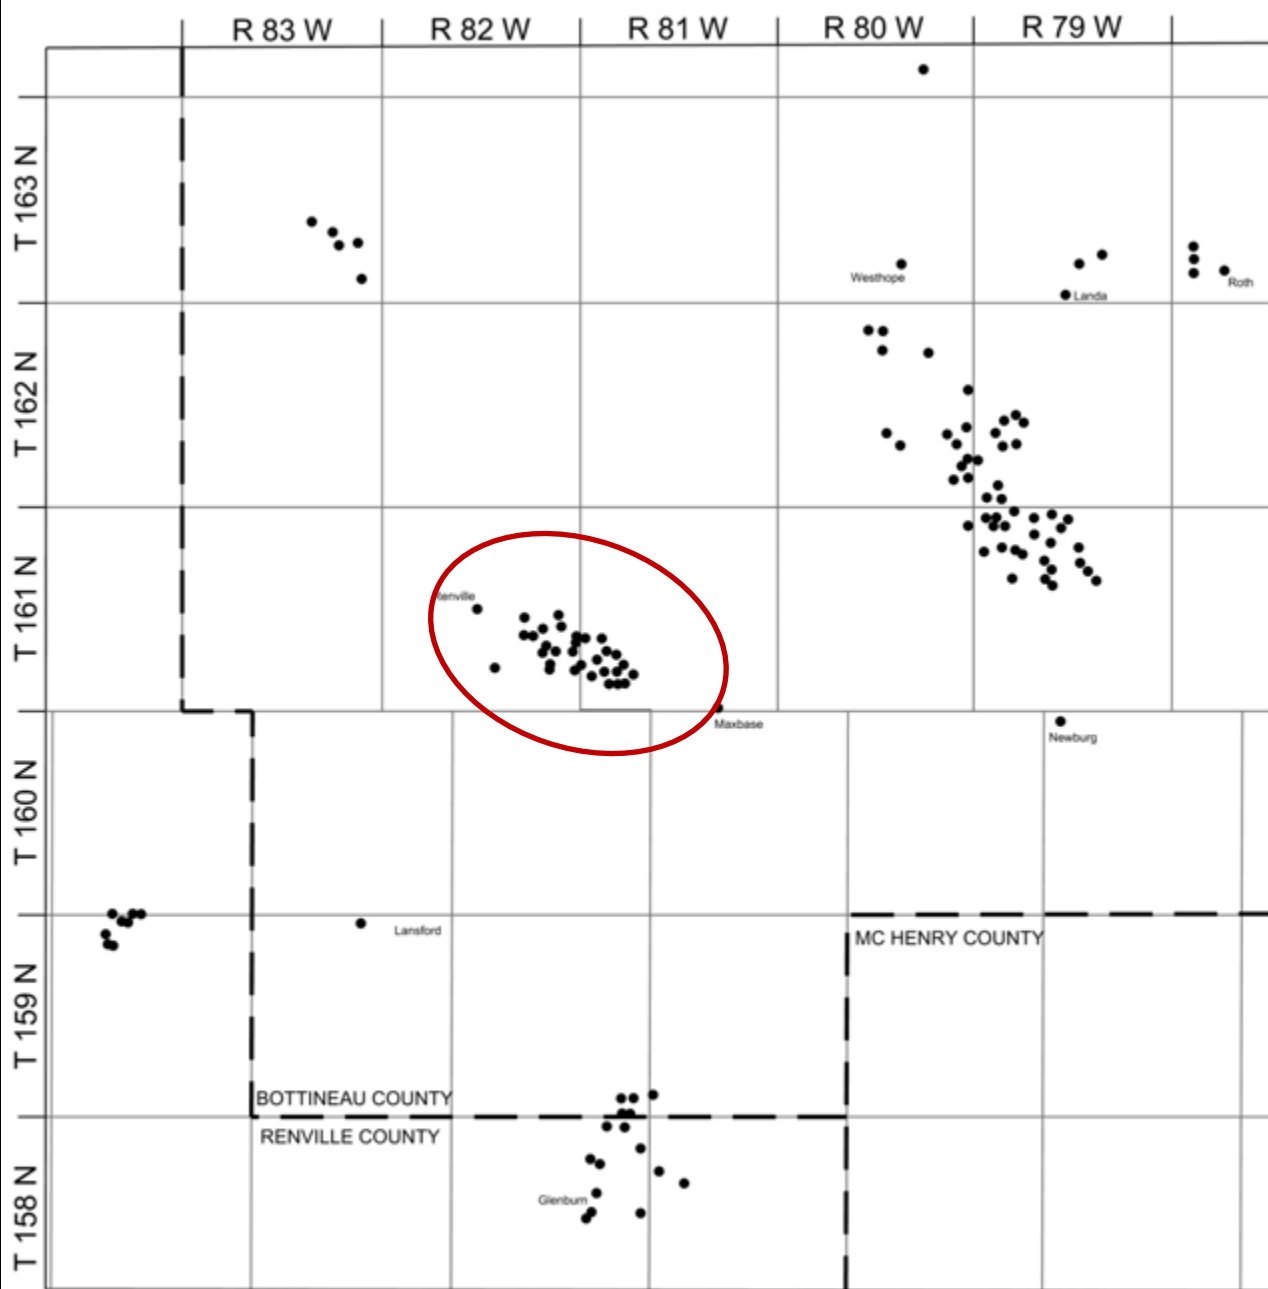 R 83 W
R 82 W
R 81 W
R 80 W
R 79 W
T 163 N
Westhope
Landa
Roth
T 162 N
T 161 N
Renville
Maxbase
Newburg
T 160 N
Lansford
MC HENRY COUNTY
T 159 N
BOTTINEAU COUNTY
RENVILLE COUNTY
T 158 N
Glenburn